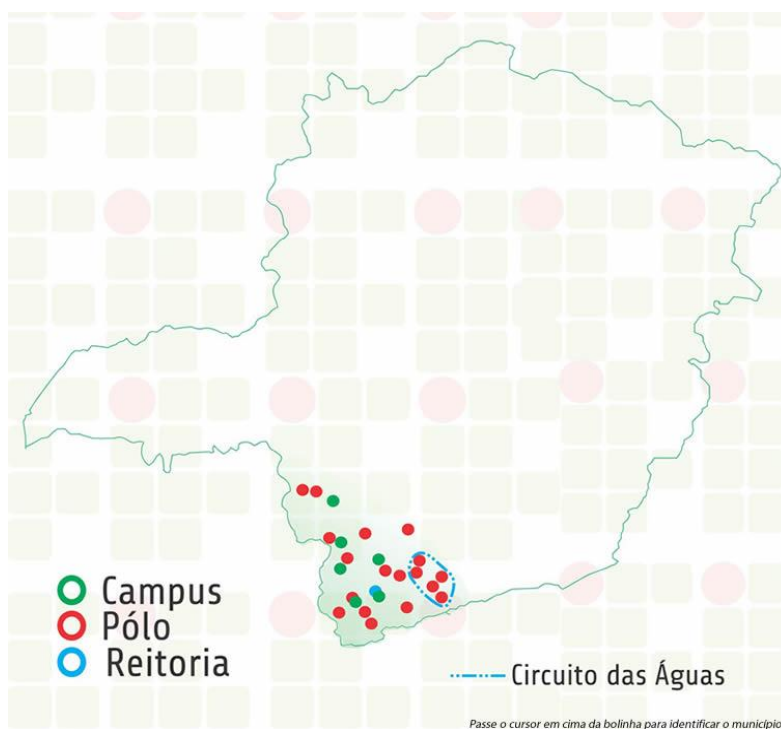 Campus
Pólo
Reitoria
Circuito das Águas
Passe o cursor em cima da bolinha para identificar o município